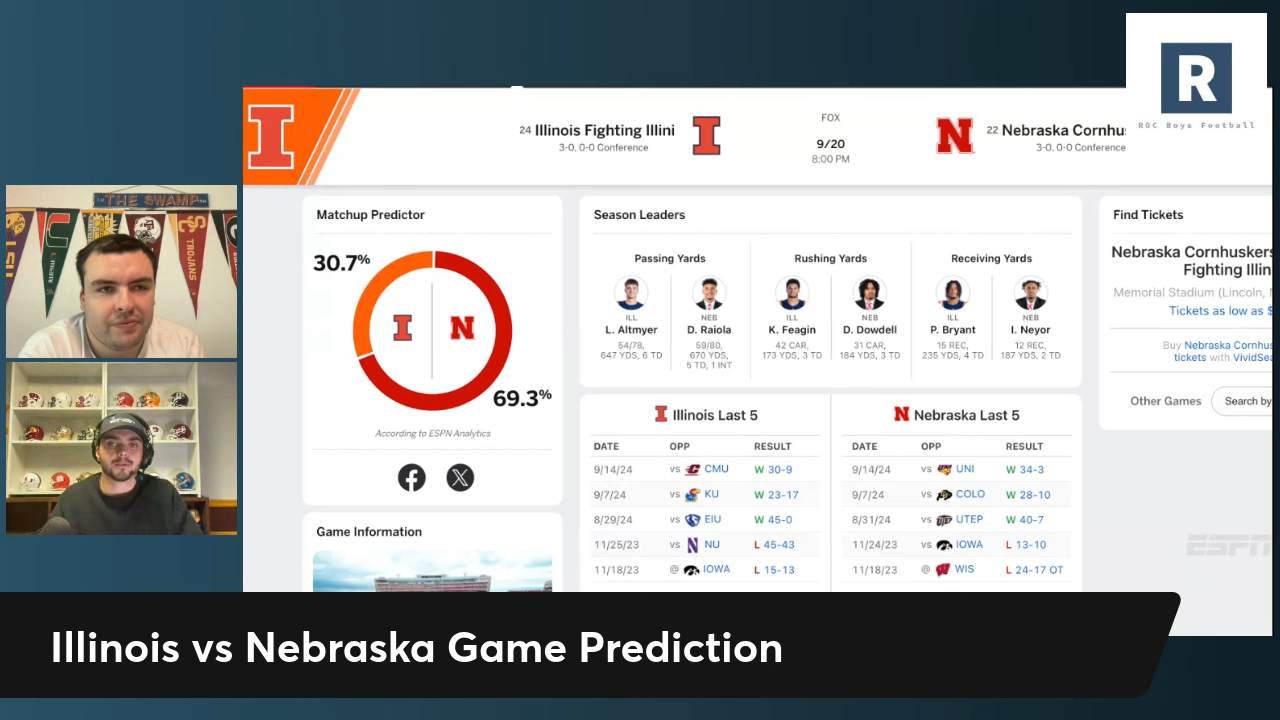 R
ROC Boys Football
24 Illinois Fighting Illini
3-0, 0-0 Conference
FOX
9/20
8:00 PM
22 Nebraska Cornhus
3-0, 0-0 Conference
THE SWAMP
TROJANS
Matchup Predictor
30.7%
69.3%
According to ESPN Analytics
Game Information
Season Leaders
Passing Yards
Rushing Yards
Receiving Yards
ILL
NEB
ILL
NEB
ILL
NEB
L. Altmyer
D. Raiola
K. Feagin
D. Dowdell
P. Bryant
I. Neyor
54/78,
647 YDS, 6 TD
59/80,
670 YDS,
5 TD, 1 INT
42 CAR,
173 YDS, 3 TD
31 CAR,
184 YDS, 3 TD
15 REC,
235 YDS, 4 TD
12 REC,
187 YDS, 2 TD
Illinois Last 5
DATE OPP RESULT
9/14/24 vs CMU W 30-9
9/7/24 vs KU W 23-17
8/29/24 vs EIU W 45-0
11/25/23 vs NU L 45-43
11/18/23 @ IOWA L 15-13
Nebraska Last 5
DATE OPP RESULT
9/14/24 vs UNI W 34-3
9/7/24 vs COLO W 28-10
8/31/24 vs UTEP W 40-7
11/24/23 vs IOWA L 13-10
11/18/23 @ WIS L 24-17 OT
Find Tickets
Nebraska Cornhuskers
Fighting Illin
Memorial Stadium (Lincoln,
Tickets as low as $
Buy Nebraska Cornhus
tickets with VividSea
Other Games
Search by
ESPN
Illinois vs Nebraska Game Prediction